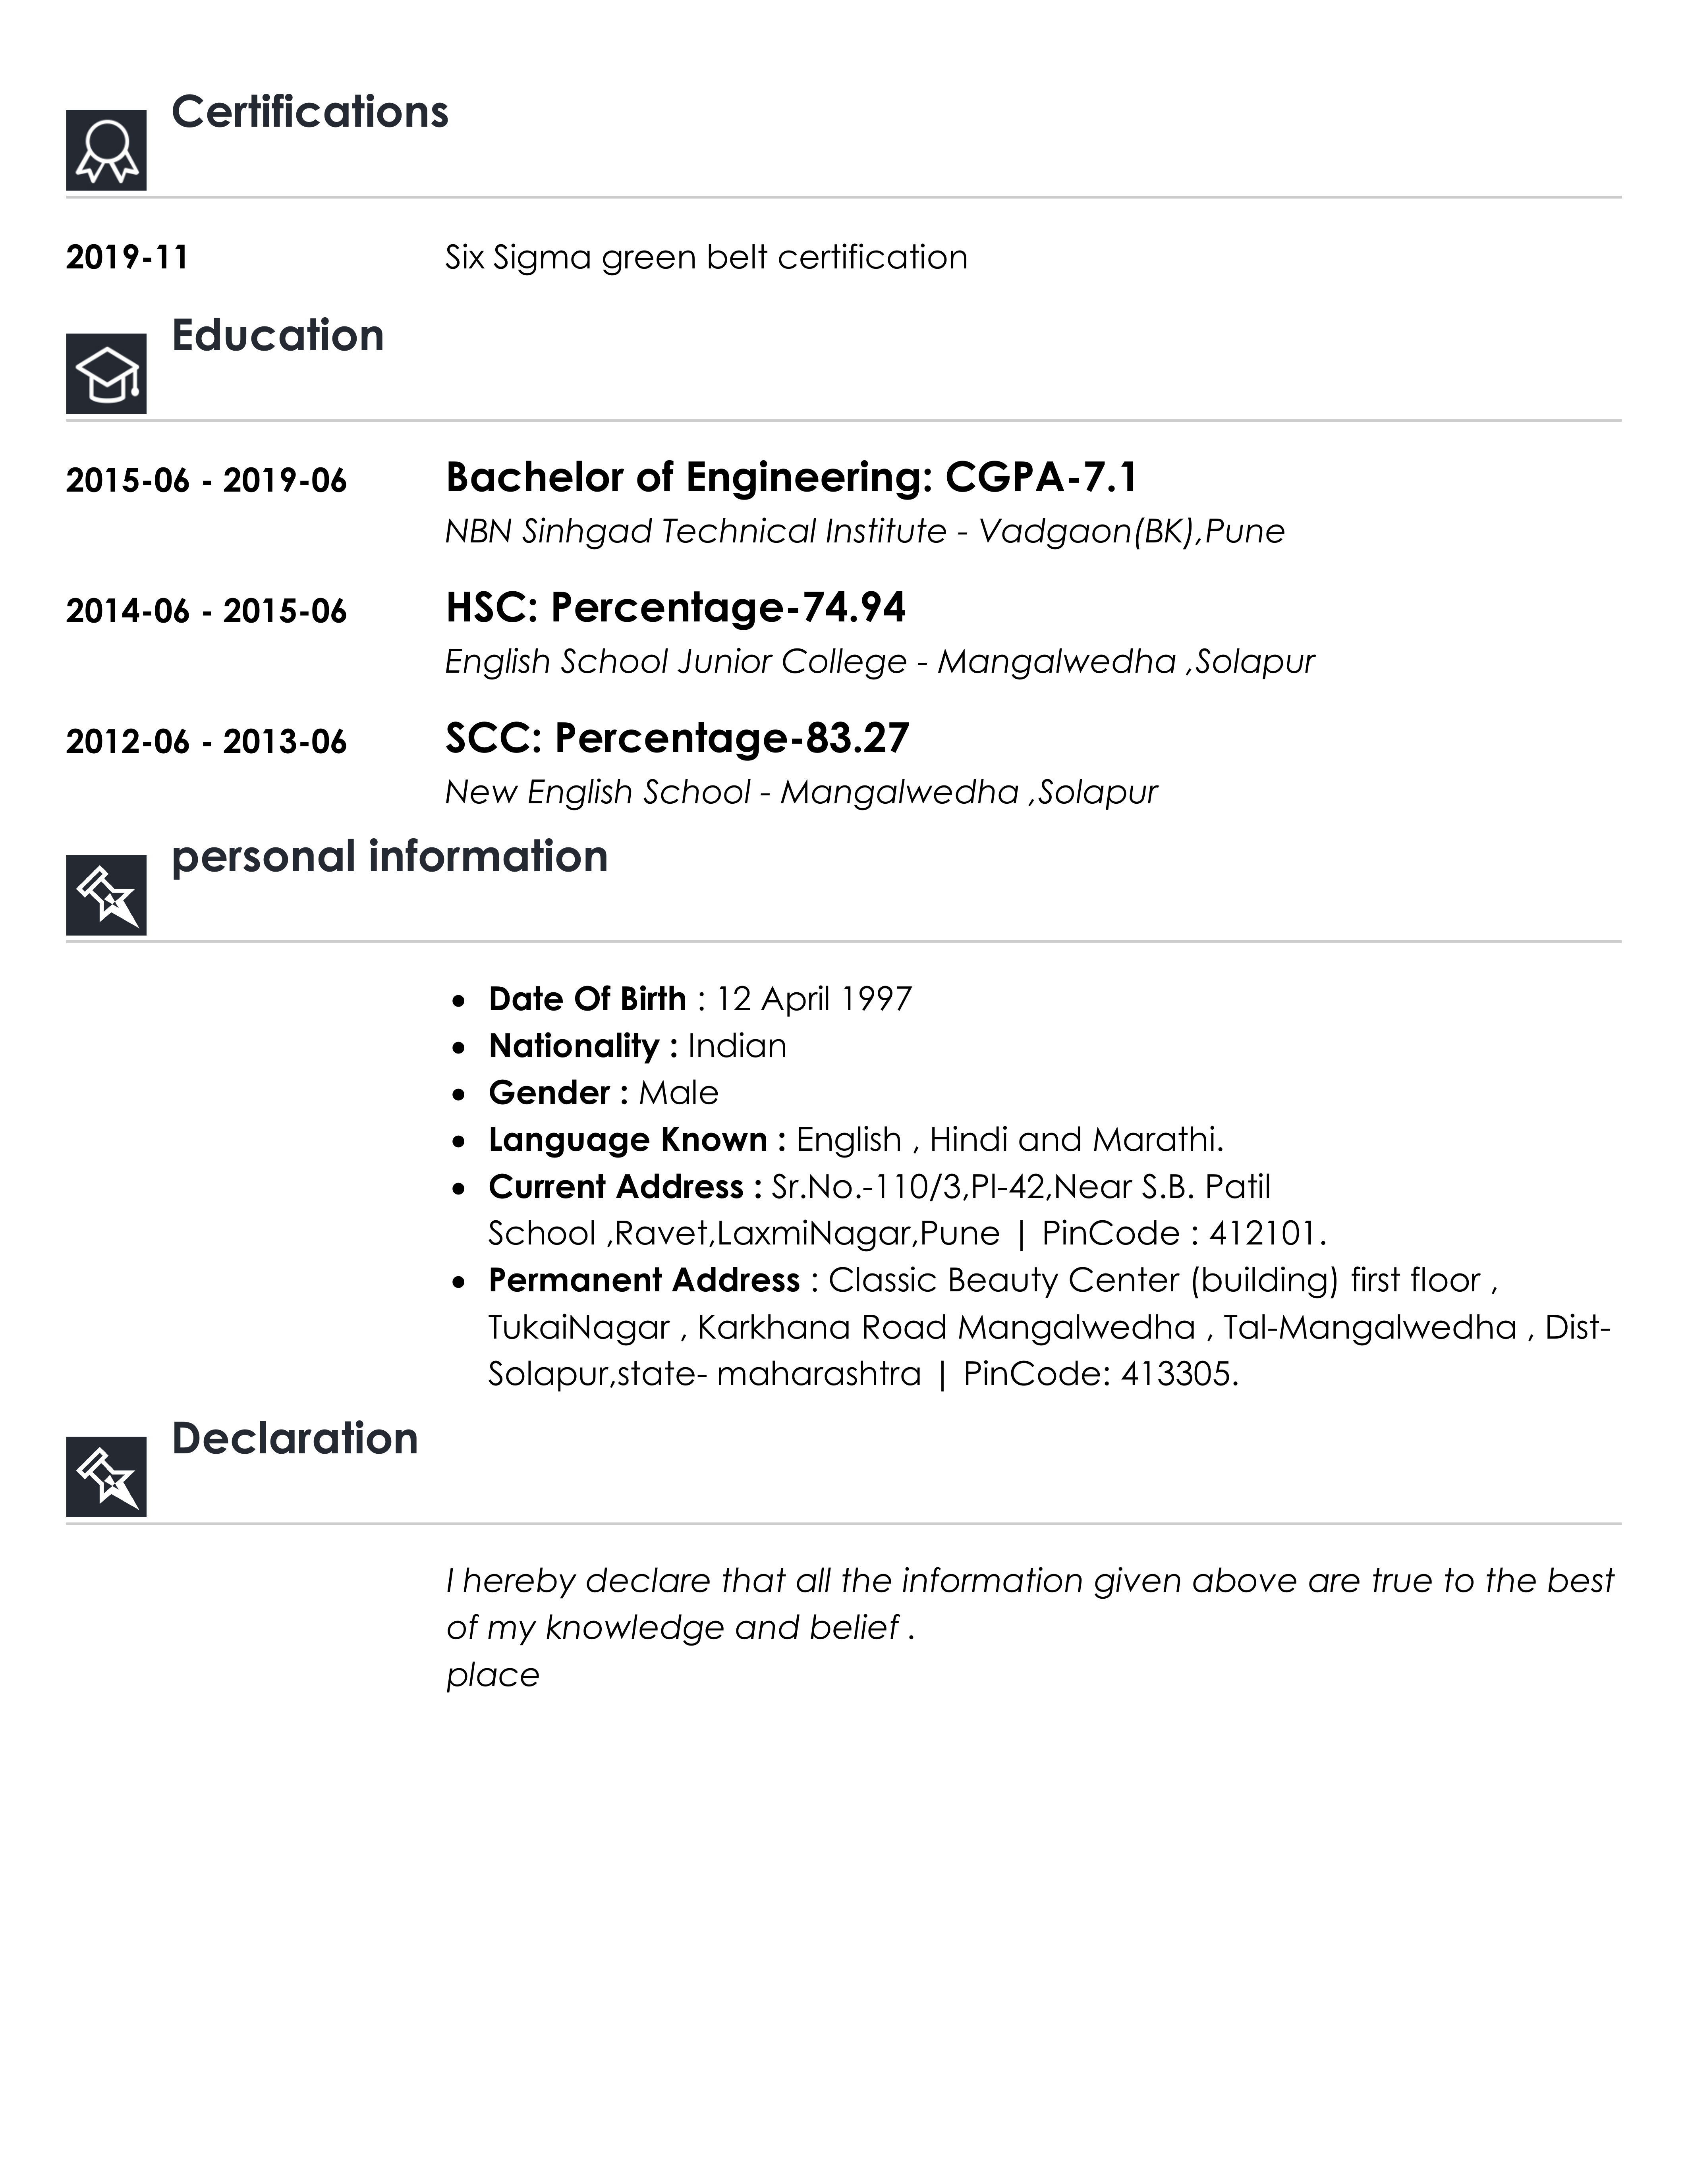 Certifications
2019-11 Six Sigma green belt certification
Education
2015-06 - 2019-06 Bachelor of Engineering: CGPA-7.1
NBN Sinhgad Technical Institute - Vadgaon(BK),Pune
2014-06 - 2015-06 HSC: Percentage-74.94
English School Junior College - Mangalwedha ,Solapur
2012-06 - 2013-06 SCC: Percentage-83.27
New English School - Mangalwedha ,Solapur
personal information
• Date Of Birth : 12 April 1997
• Nationality : Indian
• Gender : Male
• Language Known : English , Hindi and Marathi.
• Current Address : Sr.No.-110/3,Pl-42,Near S.B. Patil
School ,Ravet,LaxmiNagar,Pune | PinCode : 412101.
• Permanent Address : Classic Beauty Center (building) first floor ,
TukaiNagar , Karkhana Road Mangalwedha , Tal-Mangalwedha , Dist-
Solapur,state- maharashtra | PinCode: 413305.
Declaration
I hereby declare that all the information given above are true to the best
of my knowledge and belief .
place